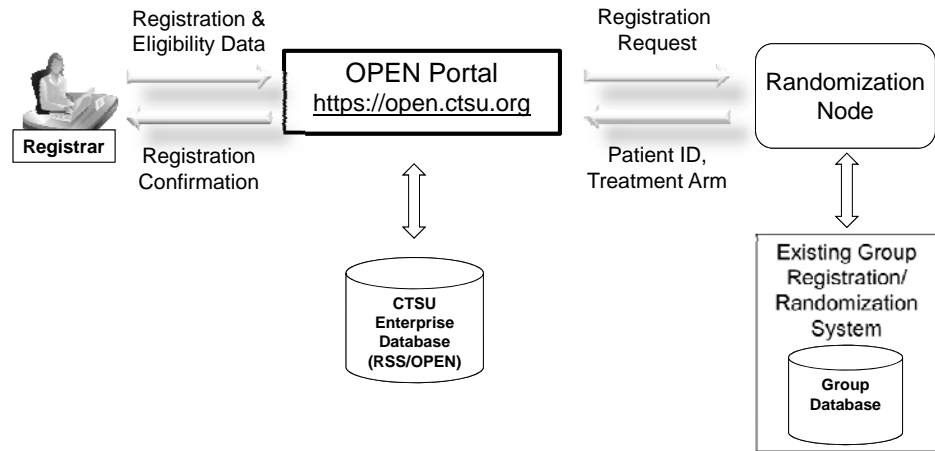 Registration &
Eligibility Data
OPEN Portal
https://open.ctsu.org
Registration
Request
Randomization
Node
Registrar
Registration
Confirmation
Patient ID,
Treatment Arm
CTSU
Enterprise
Database
(RSS/OPEN)
Existing Group
Registration/
Randomization
System
Group
Database